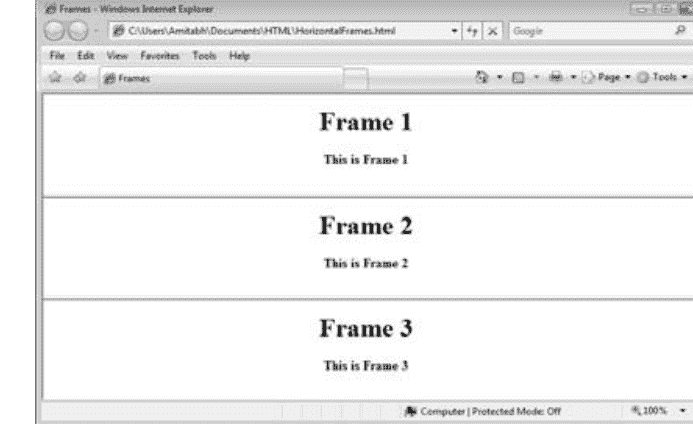 Frames - Windows Internet Explorer
C:\Users\Amitabh\Documents\HTML\HorizontalFrames.html
Google
File Edit View Favorites Tools Help
Frames Page Tools
Frame 1
This is Frame 1
Frame 2
This is Frame 2
Frame 3
This is Frame 3
Computer | Protected Mode: Off 100%